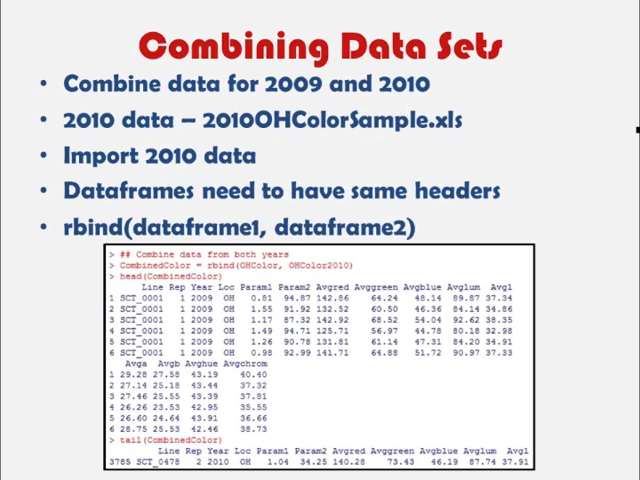 Combining Data Sets
• Combine data for 2009 and 2010
• 2010 data – 2010OHColorSample.xls
• Import 2010 data
• Dataframes need to have same headers
• rbind(dataframe1, dataframe2)
> ## Combine data from both years
> CombinedColor = rbind(OHColor, OHColor2010)
> head(CombinedColor)
Line Rep Year Loc Param1 Param2 Avgred Avggreen Avgblue Avglum Avgl
1 SCT_0001 1 2009 OH 0.81 94.87 142.86 64.24 48.14 89.87 37.34
2 SCT_0001 1 2009 OH 1.55 91.92 132.52 60.50 46.36 84.14 34.86
3 SCT_0001 1 2009 OH 1.17 87.32 142.92 68.52 54.04 92.62 38.35
4 SCT_0001 1 2009 OH 1.49 94.71 125.71 56.97 44.78 80.18 32.98
5 SCT_0001 1 2009 OH 1.26 90.78 131.81 61.14 47.31 84.20 34.91
6 SCT_0001 1 2009 OH 0.98 92.99 141.71 64.88 51.72 90.97 37.33
Avga Avgb Avghue Avgchrom
1 29.28 27.58 43.19 40.40
2 27.14 25.18 43.44 37.32
3 27.46 25.55 43.39 37.81
4 26.26 23.53 42.95 35.55
5 26.60 24.64 43.91 36.66
6 28.75 25.53 42.46 38.73
> tail(CombinedColor)
Line Rep Year Loc Param1 Param2 Avgred Avggreen Avgblue Avglum Avgl
3785 SCT_0478 2 2010 OH 1.04 34.25 140.28 73.43 46.19 87.74 37.91